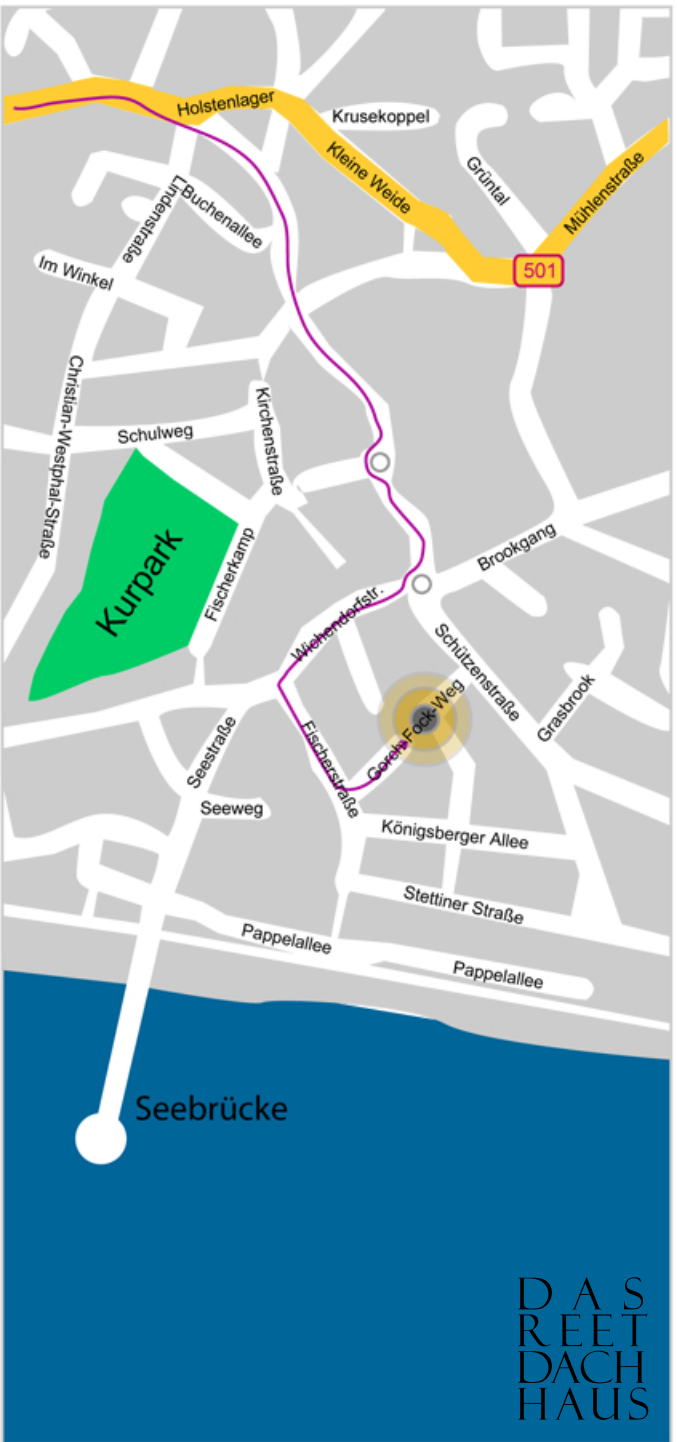 Holstenlager
Krusekoppel
Kleine Weide
Grüntal
Mühlenstraße
Lindenstraße
Buchenallee
501
Im Winkel
Christian-Westphal-Straße
Kirchenstraße
Schulweg
Kurpark
Fischerkamp
Brookgang
Wichendorfstr.
Schützenstraße
Grasbrook
Gorch-Fock-Weg
Seestraße
Fischerstraße
Seeweg
Königsberger Allee
Stettiner Straße
Pappelallee
Pappelallee
Seebrücke
DAS
REET
DACH
HAUS